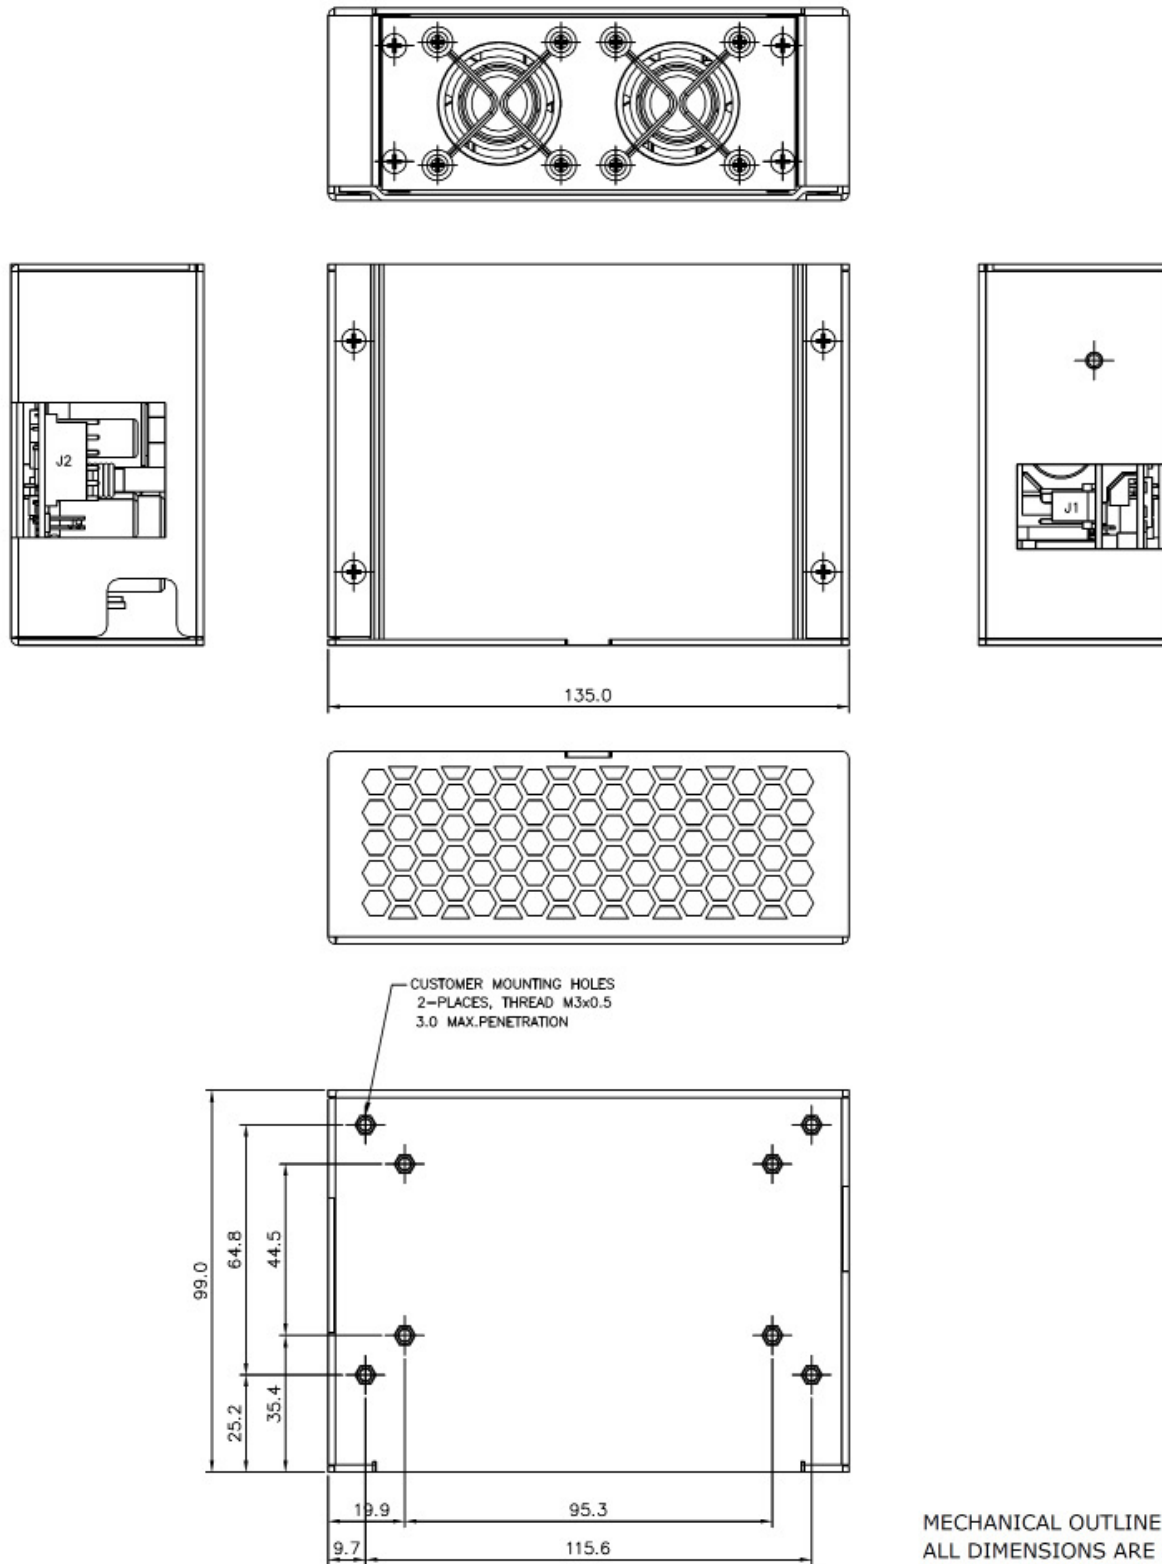 J2
J1
135.0
CUSTOMER MOUNTING HOLES
2-PLACES, THREAD M3x0.5
3.0 MAX.PENETRATION
99.0
64.8
44.5
25.2
35.4
19.9
95.3
9.7
115.6
MECHANICAL OUTLINE
ALL DIMENSIONS ARE